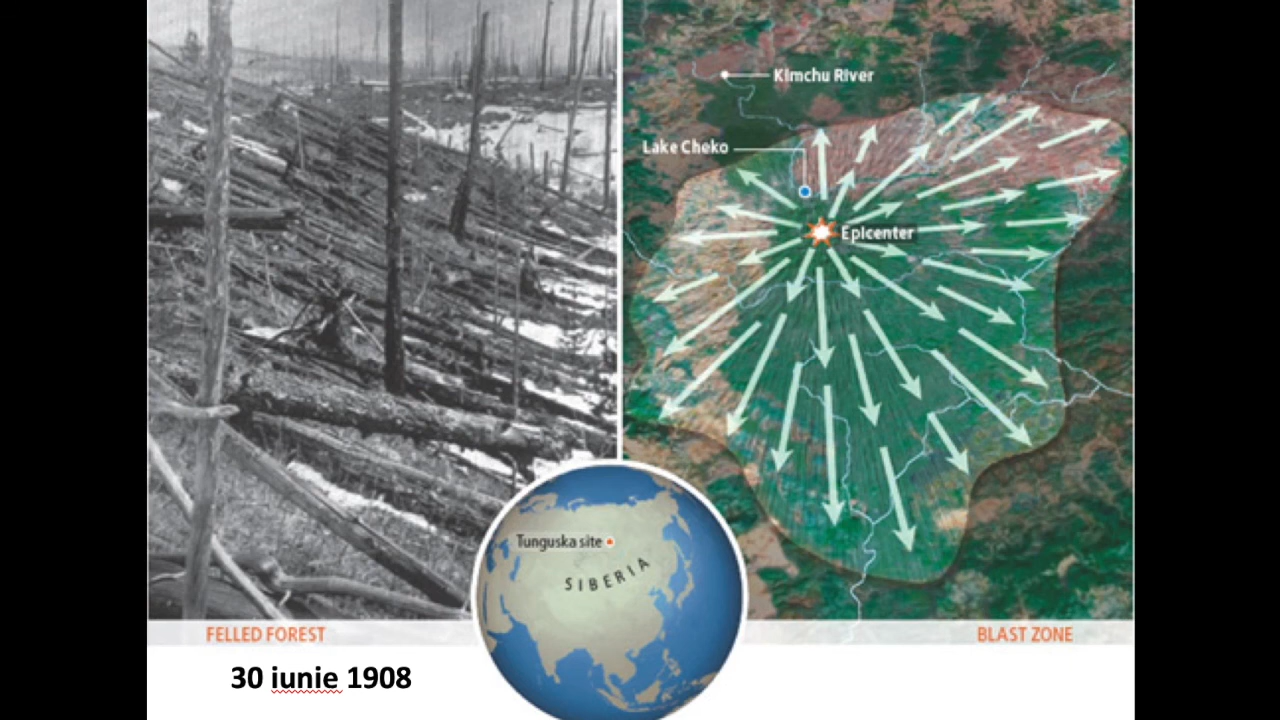 Kimchu River
Lake Cheko
Epicenter
Tunguska site
SIBERIA
FELLED FOREST
BLAST ZONE
30 iunie 1908